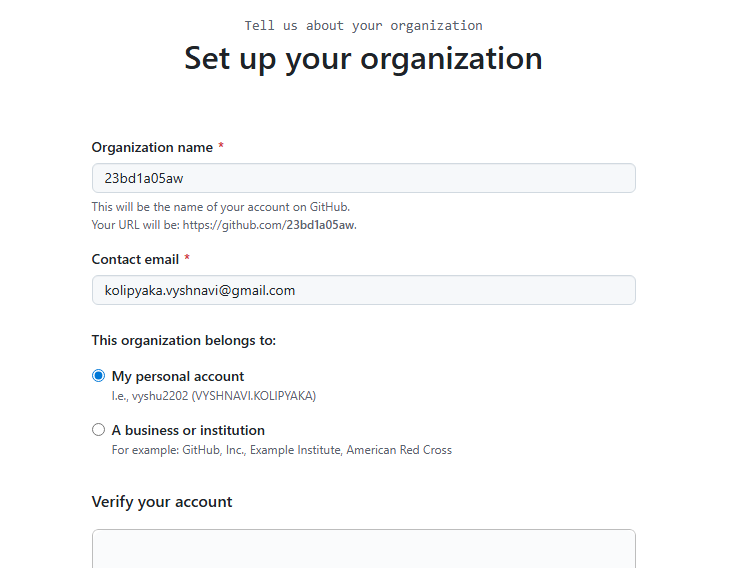 Tell us about your organization
Set up your organization
Organization name *
23bd1a05aw
This will be the name of your account on GitHub.
Your URL will be: https://github.com/23bd1a05aw.
Contact email *
kolipyaka.vyshnavi@gmail.com
This organization belongs to:
My personal account
I.e., vyshu2202 (VYSHNAVI.KOLIPYAKA)
A business or institution
For example: GitHub, Inc., Example Institute, American Red Cross
Verify your account